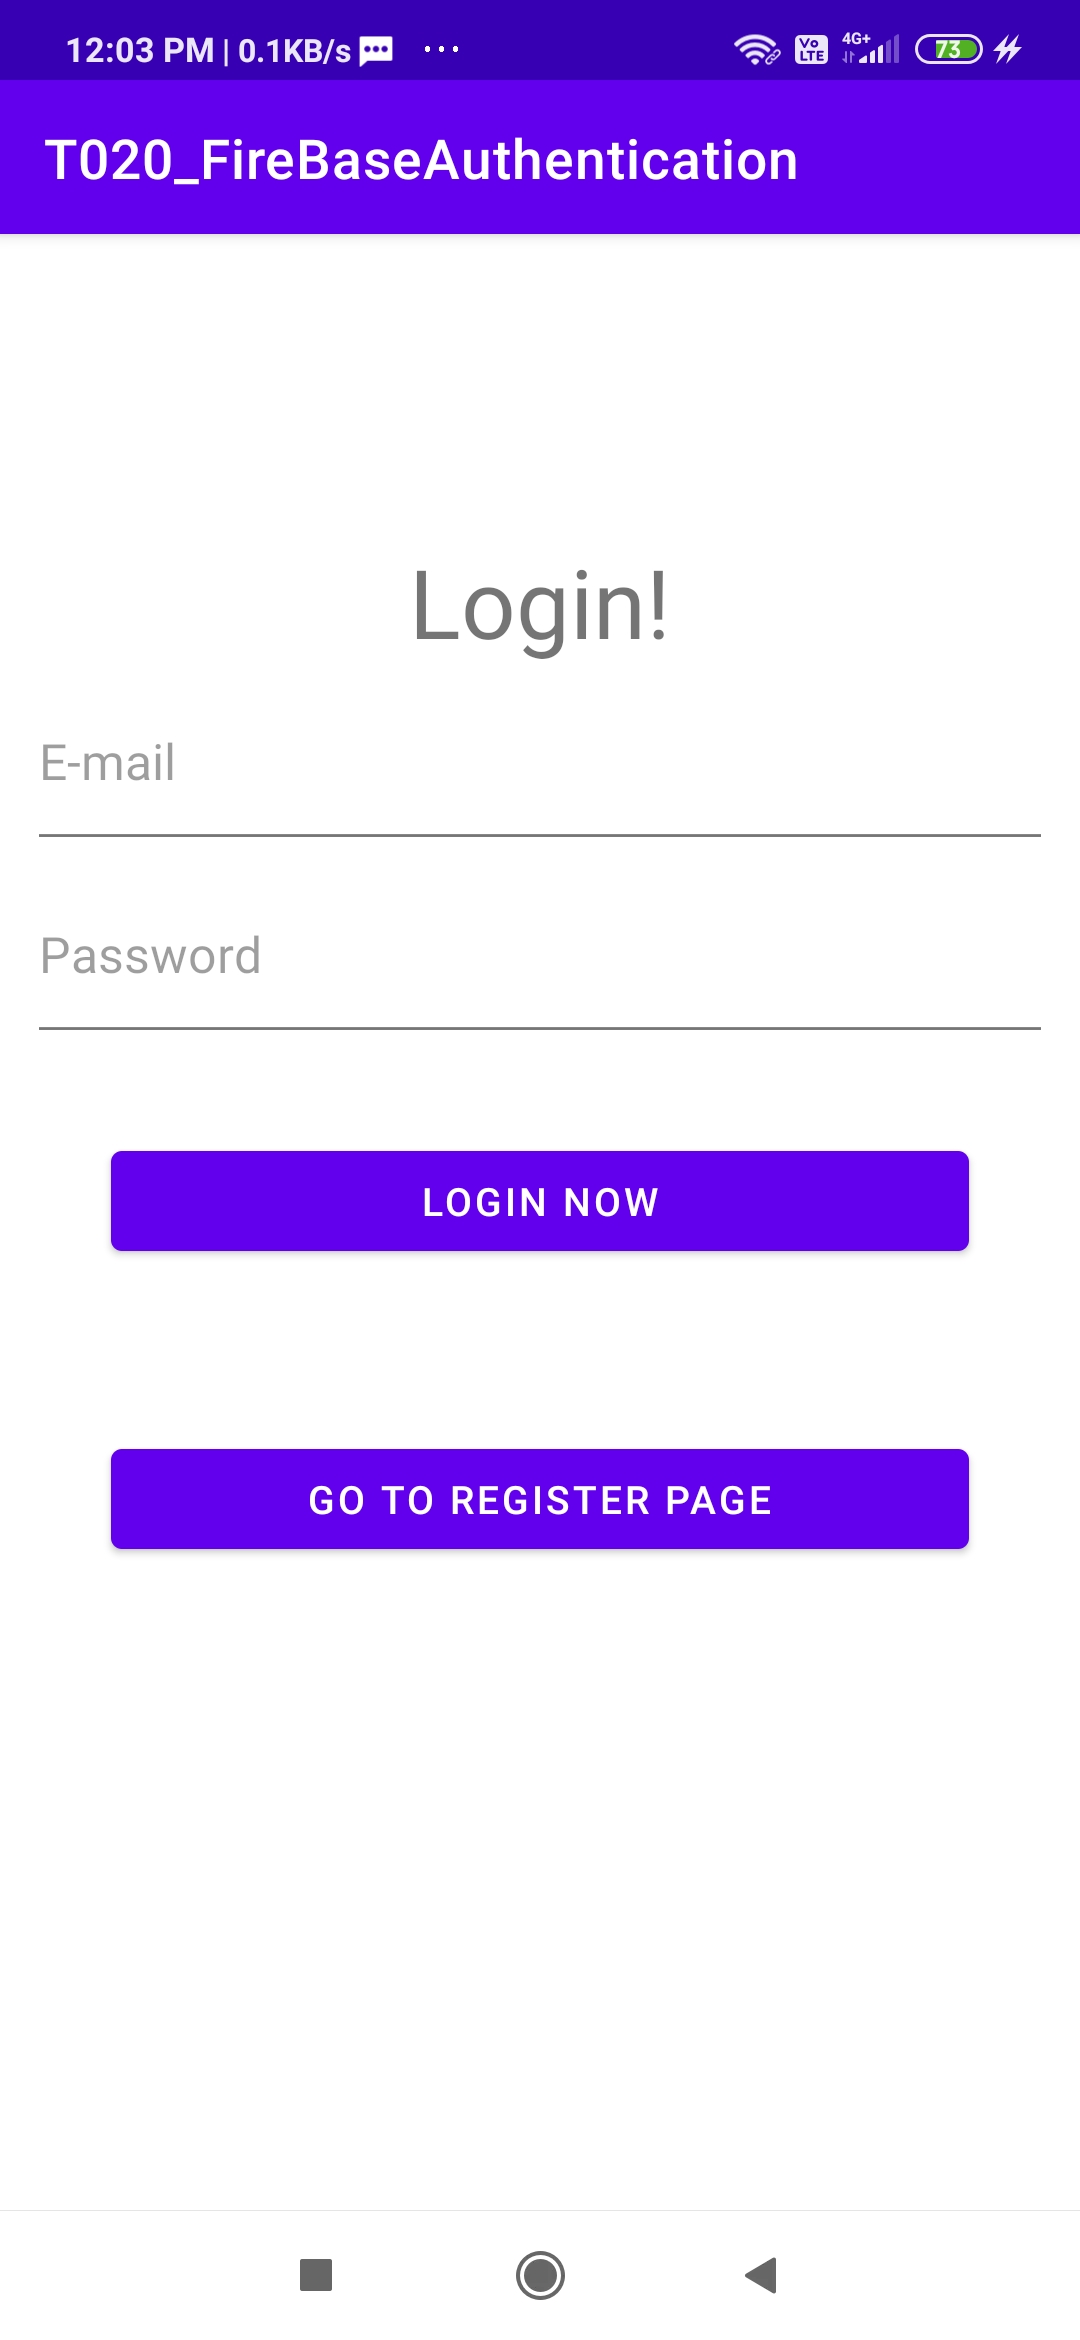 12:03 PM | 0.1KB/s ...
Vo LTE 4G+ 73
T020_FireBaseAuthentication
Login!
E-mail
Password
LOGIN NOW
GO TO REGISTER PAGE